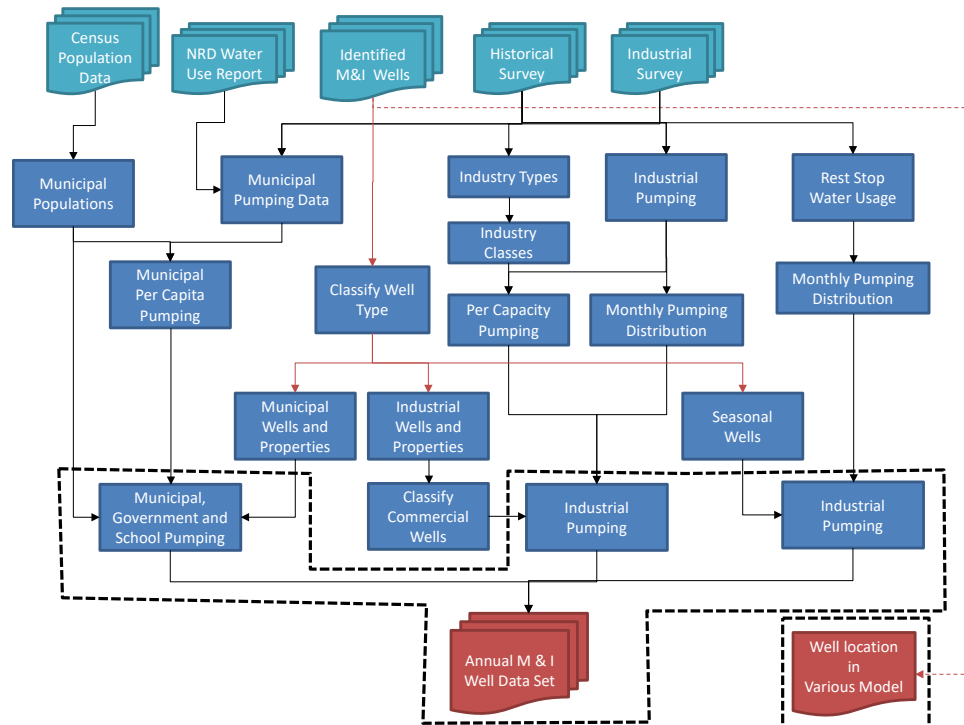 Census
Population
Data
NRD Water
Use Report
Identified
M&I Wells
Historical
Survey
Industrial
Survey
Municipal
Populations
Municipal
Pumping Data
Industry Types
Industrial
Pumping
Rest Stop
Water Usage
Industry
Classes
Municipal
Per Capita
Pumping
Classify Well
Type
Per Capacity
Pumping
Monthly Pumping
Distribution
Monthly Pumping
Distribution
Municipal
Wells and
Properties
Industrial
Wells and
Properties
Seasonal
Wells
Municipal,
Government and
School Pumping
Classify
Commercial
Wells
Industrial
Pumping
Industrial
Pumping
Annual M & I
Well Data Set
Well location
in
Various Model